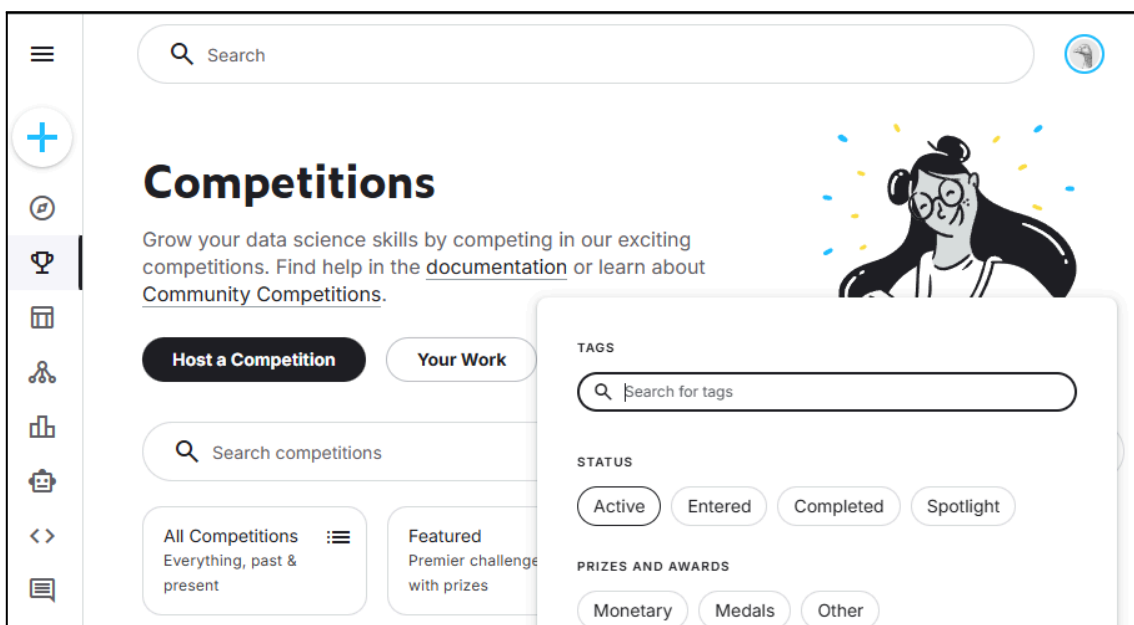 Search
Competitions
Grow your data science skills by competing in our exciting
competitions. Find help in the documentation or learn about
Community Competitions.
Host a Competition
Your Work
Search competitions
All Competitions
Everything, past &
present
Featured
Premier challenge
with prizes
TAGS
Search for tags
STATUS
Active
Entered
Completed
Spotlight
PRIZES AND AWARDS
Monetary
Medals
Other